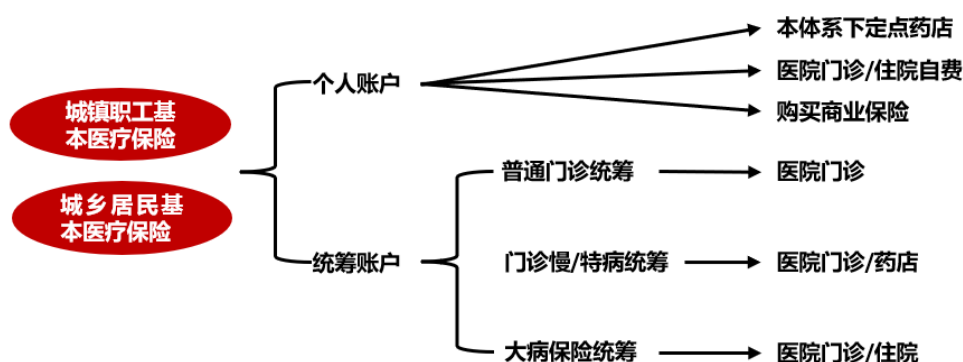 城镇职工基
本医疗保险
城乡居民基
本医疗保险
个人账户
本体系下定点药店
医院门诊/住院自费
购买商业保险
统筹账户
普通门诊统筹
医院门诊
门诊慢/特病统筹
医院门诊/药店
大病保险统筹
医院门诊/住院